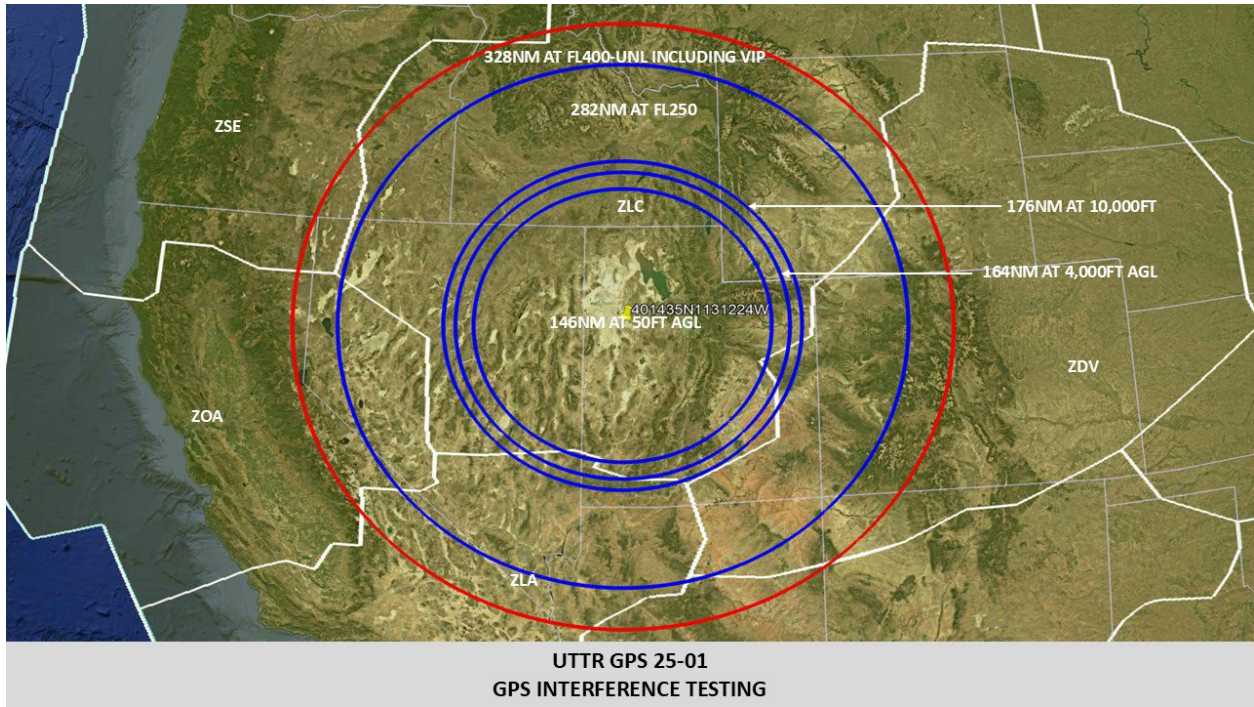 328NM AT FL400-UNL INCLUDING VIP
282NM AT FL250
ZSE
ZLC
176NM AT 10,000FT
164NM AT 4,000FT AGL
401435N1131224W
146NM AT 50FT AGL
ZDV
ZOA
ZLA
UTTR GPS 25-01
GPS INTERFERENCE TESTING